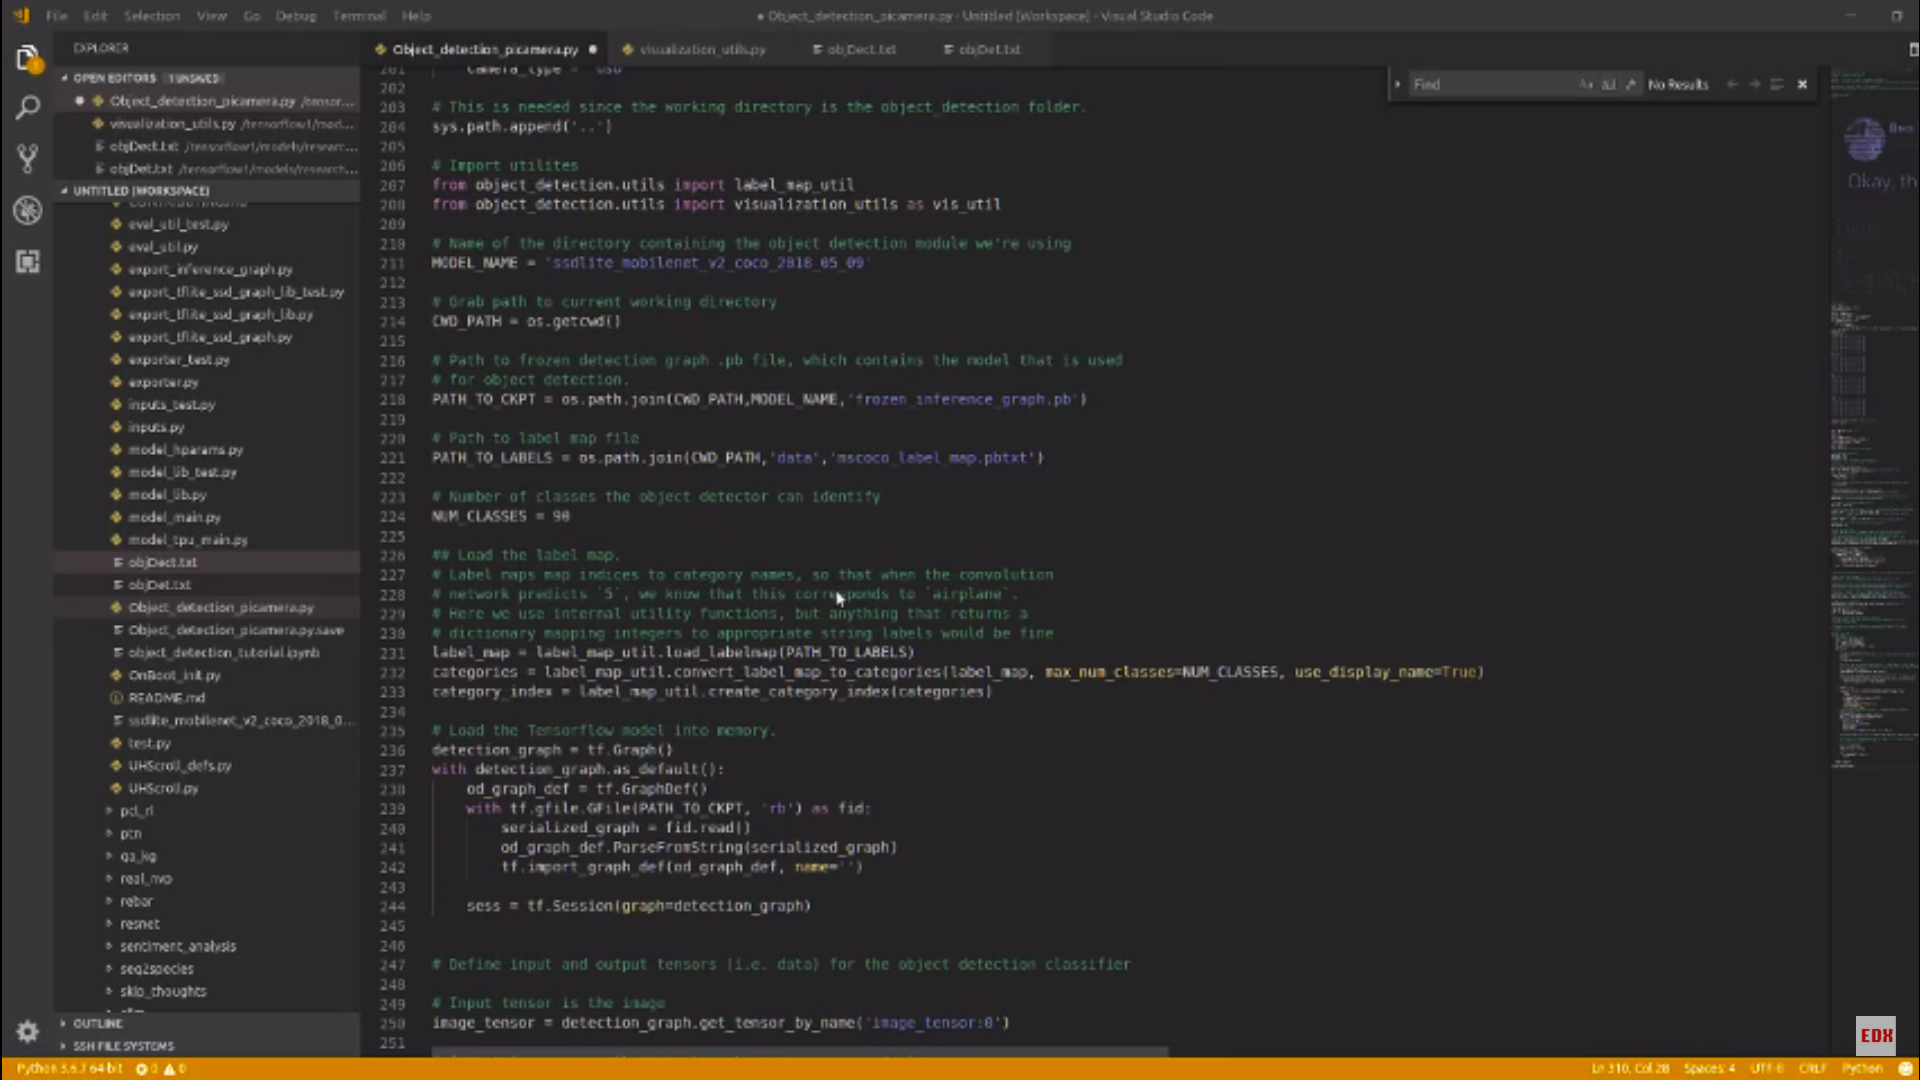 File Edit Selection View Go Debug Terminal Help
● Object_detection_picamera.py - Untitled (Workspace) - Visual Studio Code
EXPLORER
OPEN EDITORS 1 UNSAVED
Object_detection_picamera.py /tensor...
visualization_utils.py /tensorflow1/mod...
objDect.txt /tensorflow1/models/resear...
objDet.txt /tensorflow1/models/research...
UNTITLED (WORKSPACE)
eval_util_test.py
eval_util.py
export_inference_graph.py
export_tflite_ssd_graph_lib_test.py
export_tflite_ssd_graph_lib.py
export_tflite_ssd_graph.py
exporter_test.py
exporter.py
inputs_test.py
inputs.py
model_hparams.py
model_lib_test.py
model_lib.py
model_main.py
model_tpu_main.py
objDect.txt
objDet.txt
Object_detection_picamera.py
Object_detection_picamera.py.save
object_detection_tutorial.ipynb
OnBoot_init.py
README.md
ssdlite_mobilenet_v2_coco_2018_0...
test.py
UHScroll_defs.py
UHScroll.py
pcl_rl
ptn
qa_kg
real_nvp
rebar
resnet
sentiment_analysis
seq2species
skip_thoughts
OUTLINE
SSH FILE SYSTEMS
Object_detection_picamera.py ● visualization_utils.py objDect.txt objDet.txt
Find Aa No Results
201 camera_type = 'usb'
202
203 # This is needed since the working directory is the object_detection folder.
204 sys.path.append('..')
205
206 # Import utilites
207 from object_detection.utils import label_map_util
208 from object_detection.utils import visualization_utils as vis_util
209
210 # Name of the directory containing the object detection module we're using
211 MODEL_NAME = 'ssdlite_mobilenet_v2_coco_2018_05_09'
212
213 # Grab path to current working directory
214 CWD_PATH = os.getcwd()
215
216 # Path to frozen detection graph .pb file, which contains the model that is used
217 # for object detection.
218 PATH_TO_CKPT = os.path.join(CWD_PATH,MODEL_NAME,'frozen_inference_graph.pb')
219
220 # Path to label map file
221 PATH_TO_LABELS = os.path.join(CWD_PATH,'data','mscoco_label_map.pbtxt')
222
223 # Number of classes the object detector can identify
224 NUM_CLASSES = 90
225
226 ## Load the label map.
227 # Label maps map indices to category names, so that when the convolution
228 # network predicts `5`, we know that this corresponds to `airplane`.
229 # Here we use internal utility functions, but anything that returns a
230 # dictionary mapping integers to appropriate string labels would be fine
231 label_map = label_map_util.load_labelmap(PATH_TO_LABELS)
232 categories = label_map_util.convert_label_map_to_categories(label_map, max_num_classes=NUM_CLASSES, use_display_name=True)
233 category_index = label_map_util.create_category_index(categories)
234
235 # Load the Tensorflow model into memory.
236 detection_graph = tf.Graph()
237 with detection_graph.as_default():
238 od_graph_def = tf.GraphDef()
239 with tf.gfile.GFile(PATH_TO_CKPT, 'rb') as fid:
240 serialized_graph = fid.read()
241 od_graph_def.ParseFromString(serialized_graph)
242 tf.import_graph_def(od_graph_def, name='')
243
244 sess = tf.Session(graph=detection_graph)
245
246
247 # Define input and output tensors (i.e. data) for the object detection classifier
248
249 # Input tensor is the image
250 image_tensor = detection_graph.get_tensor_by_name('image_tensor:0')
251
Okay, th
EDX
Python 3.6.7 64-bit 0 0
Ln 310, Col 28 Spaces: 4 UTF-8 CRLF Python